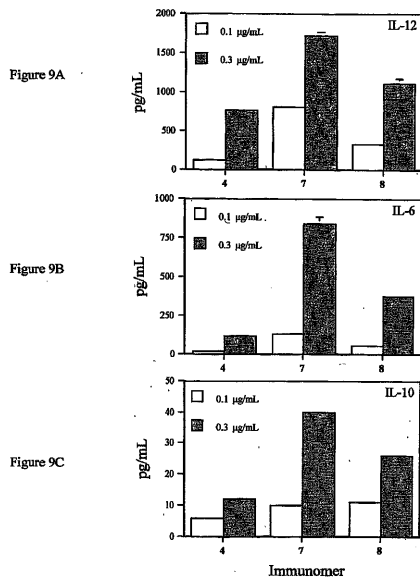 Figure 9A
IL-12
0.1 µg/mL
0.3 µg/mL
pg/mL
2000
1500
1000
500
0
4 7 8
Figure 9B
IL-6
0.1 µg/mL
0.3 µg/mL
pg/mL
1000
750
500
250
0
4 7 8
Figure 9C
IL-10
0.1 µg/mL
0.3 µg/mL
pg/mL
50
40
30
20
10
0
4 7 8
Immunomer